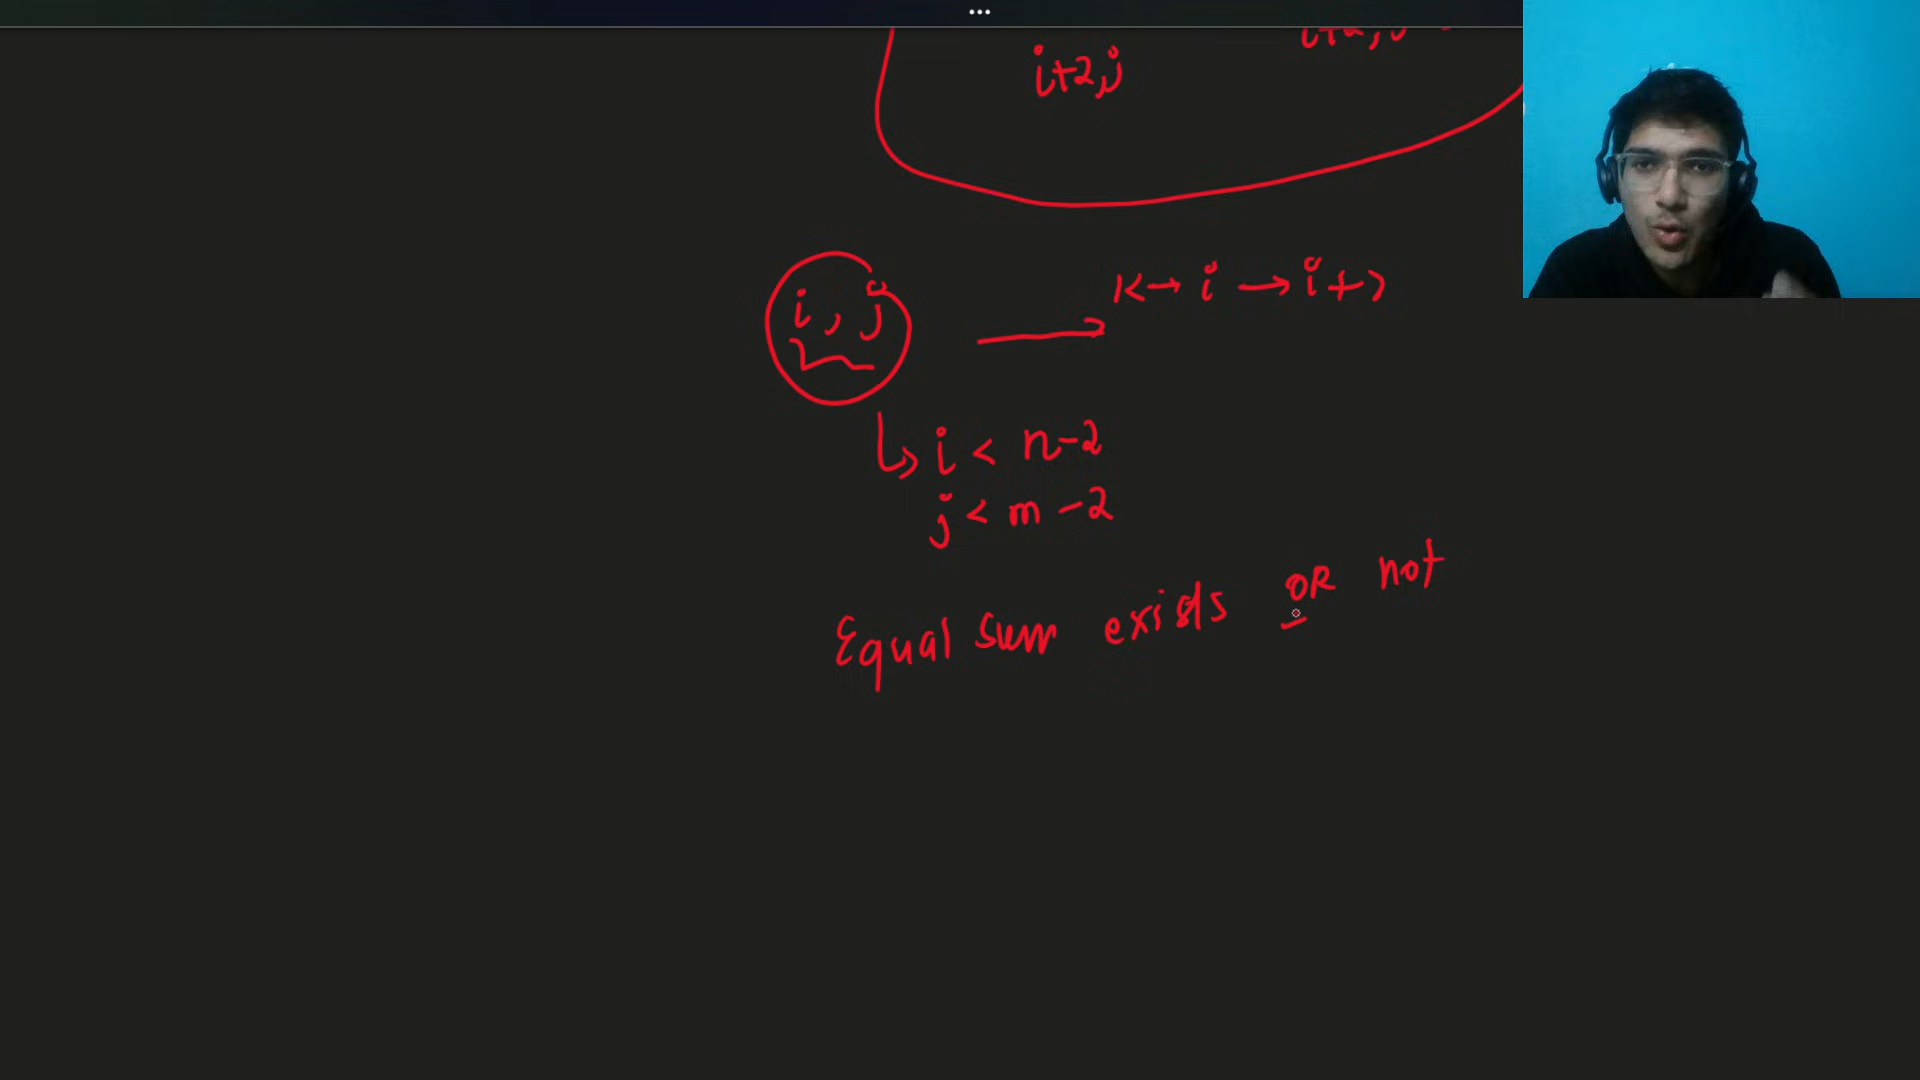 i+2,j
i , j
K → i → i+2
i < n-2
j < m-2
Equal sum exists OR not